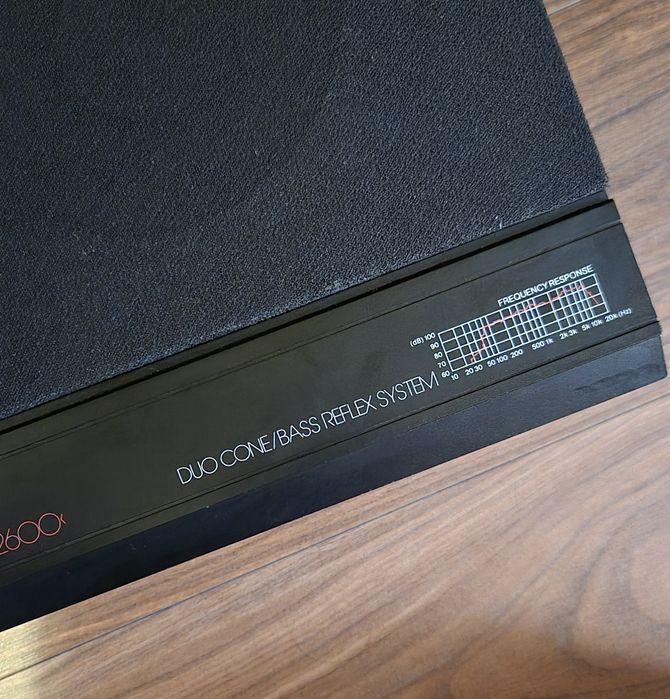 FREQUENCY RESPONSE
(dB) 100
90
80
70
60
10 20 30 50 100 200 500 1k 2k 3k 5k 10k 20k (Hz)
DUO CONE/BASS REFLEX SYSTEM
2600